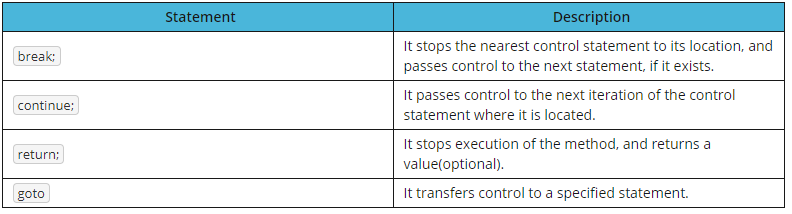 Statement Description
break;
It stops the nearest control statement to its location, and
passes control to the next statement, if it exists.
continue;
It passes control to the next iteration of the control
statement where it is located.
return;
It stops execution of the method, and returns a
value(optional).
goto
It transfers control to a specified statement.